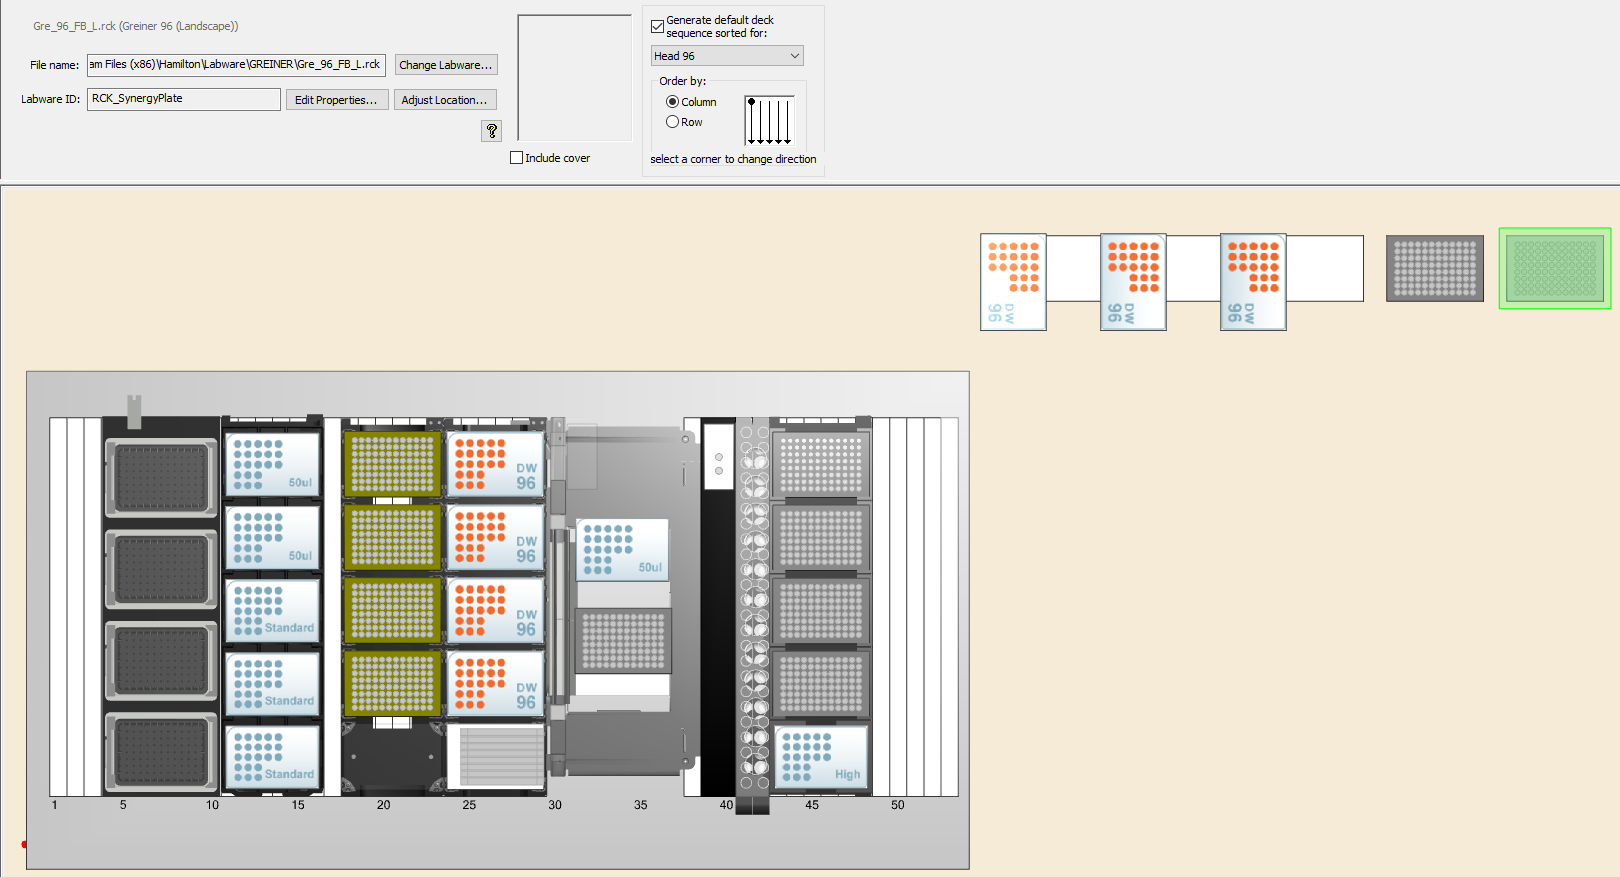 Gre_96_FB_L.rck (Greiner 96 (Landscape))
File name: am Files (x86)\Hamilton\Labware\GREINER\Gre_96_FB_L.rck Change Labware...
Labware ID: RCK_SynergyPlate Edit Properties... Adjust Location...
?
Include cover
Generate default deck
sequence sorted for:
Head 96
Order by:
Column
Row
select a corner to change direction
DW
96
DW
96
DW
96
50ul
50ul
Standard
Standard
Standard
DW
96
DW
96
DW
96
DW
96
50ul
High
1 5 10 15 20 25 30 35 40 45 50